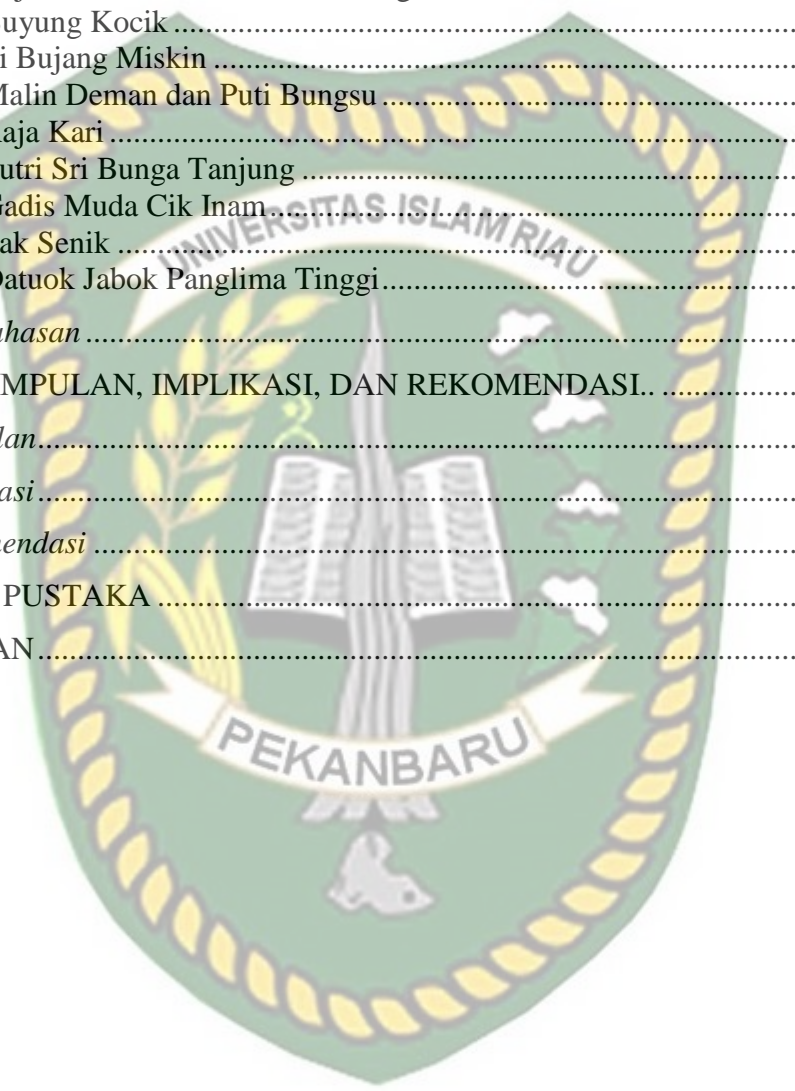 uyung Kocik ........................................................................................
i Bujang Miskin ..................................................................................
Malin Deman dan Puti Bungsu ..........................................................
aja Kari ................................................................................................
utri Sri Bunga Tanjung ......................................................................
Gadis Muda Cik Inam..........................................................................
UNIVERSITAS ISLAM RIAU
ak Senik ..............................................................................................
Datuok Jabok Panglima Tinggi..........................................................
ahasan ..................................................................................................
MPULAN, IMPLIKASI, DAN REKOMENDASI.. ....................
lan.........................................................................................................
asi.........................................................................................................
endasi ..................................................................................................
PUSTAKA ........................................................................................
AN.........................................................................................................
PEKANBARU